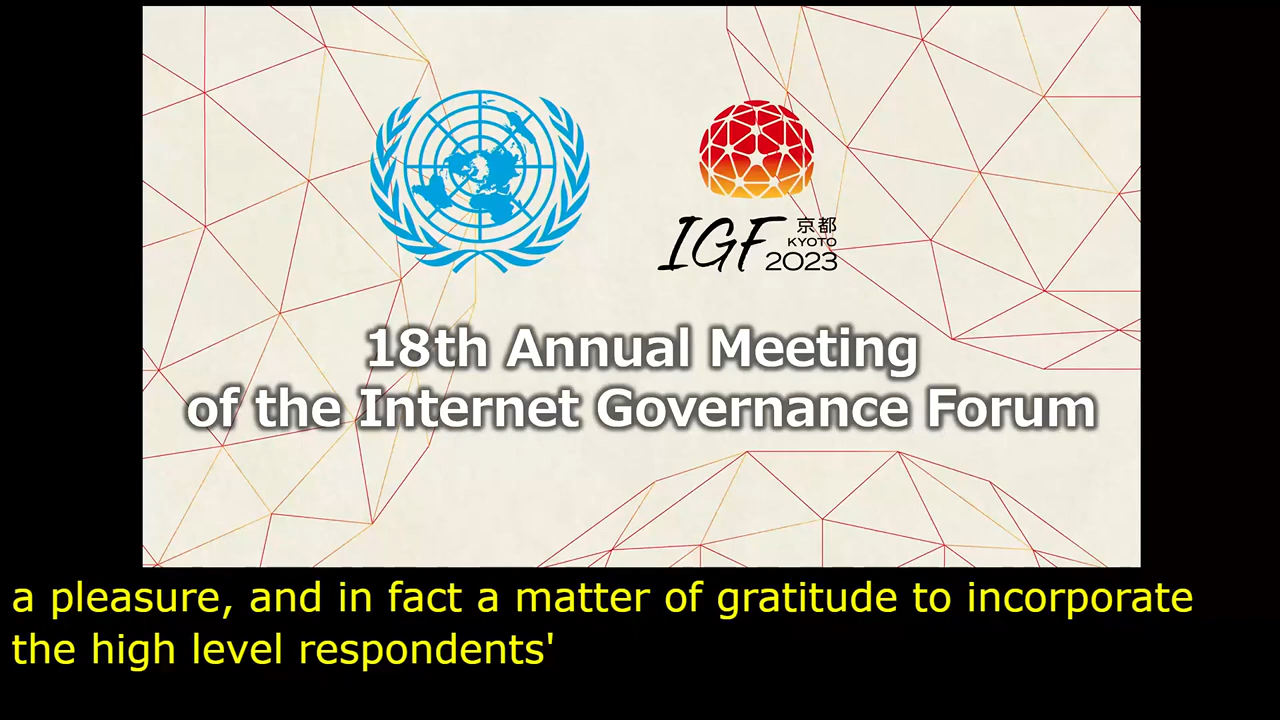 IGF 京都
KYOTO
2023
18th Annual Meeting
of the Internet Governance Forum
a pleasure, and in fact a matter of gratitude to incorporate
the high level respondents'